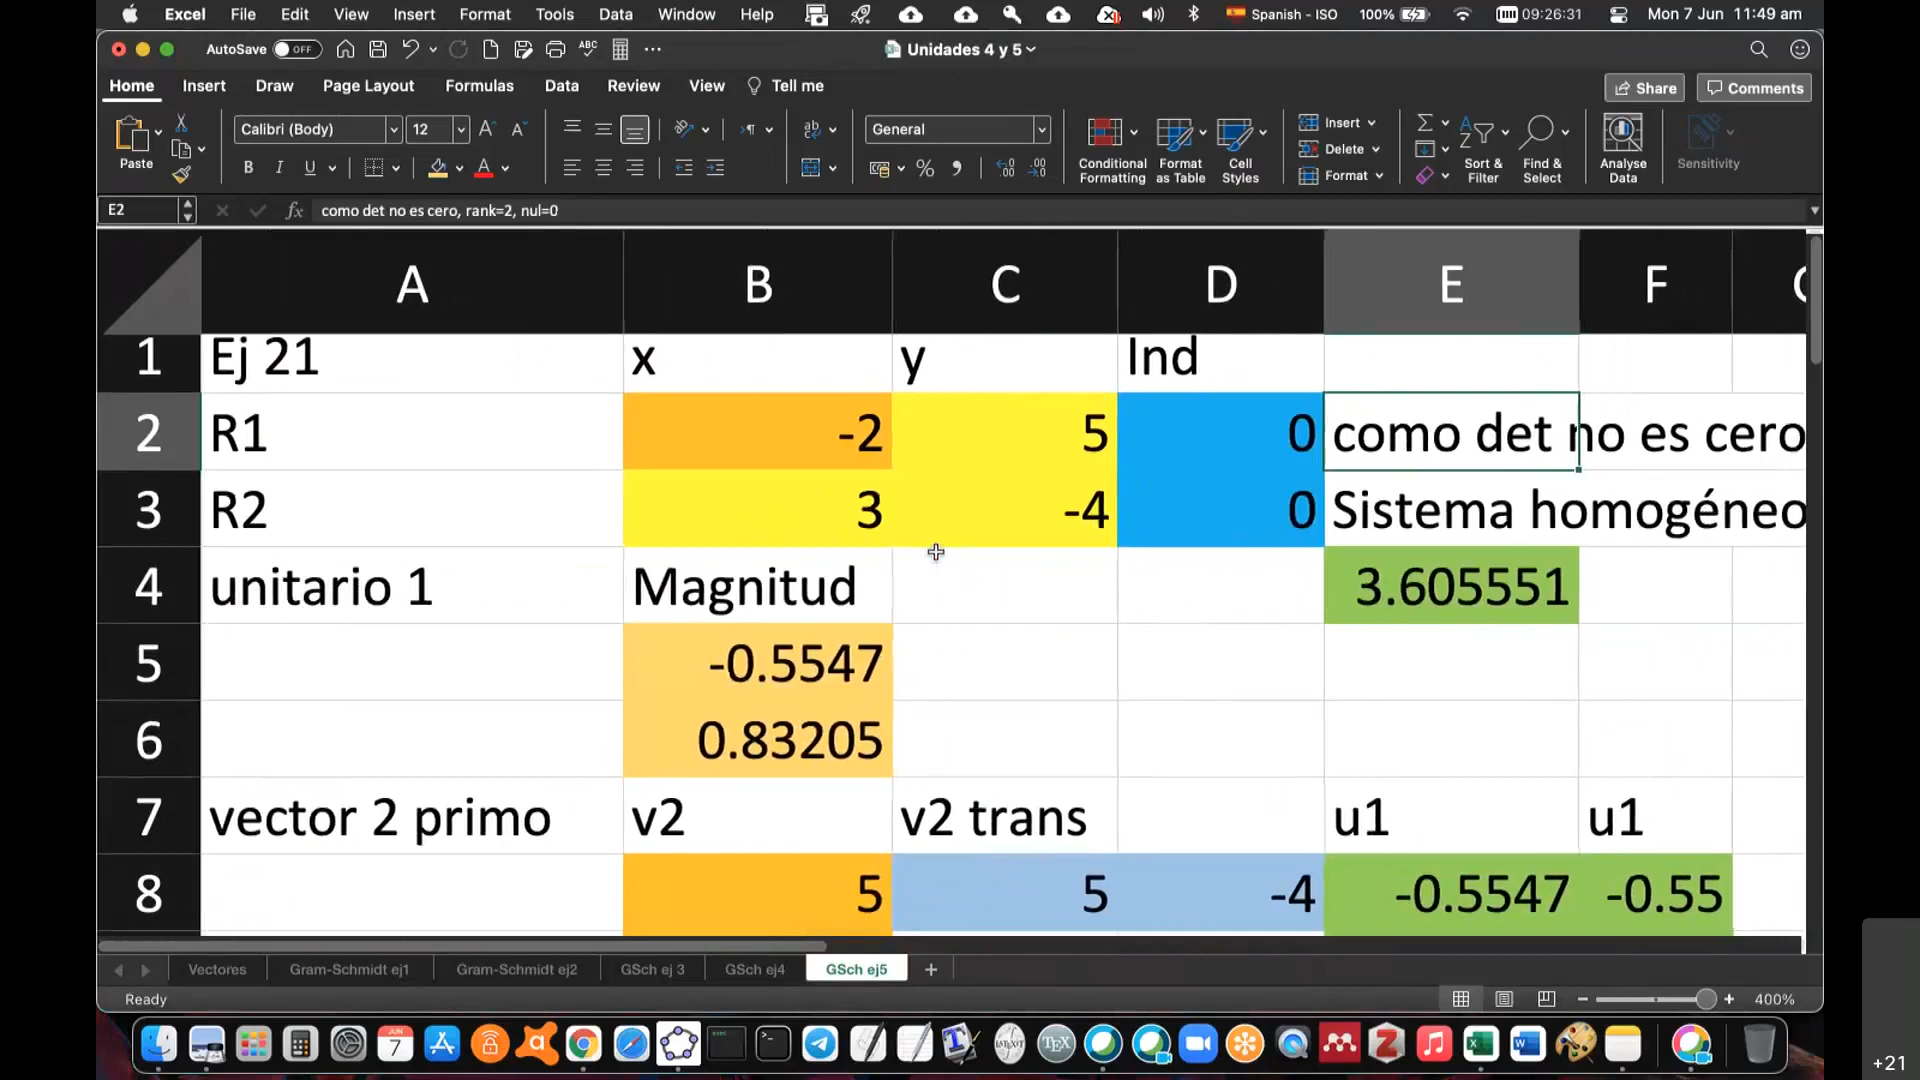 Excel File Edit View Insert Format Tools Data Window Help Spanish - ISO 100% 09:26:31 Mon 7 Jun 11:49 am
AutoSave OFF ABC Unidades 4 y 5
Home Insert Draw Page Layout Formulas Data Review View Tell me Share Comments
Paste Calibri (Body) 12 General Conditional Formatting Format as Table Cell Styles Insert Delete Format Sort & Filter Find & Select Analyse Data Sensitivity
E2 fx como det no es cero, rank=2, nul=0
A B C D E F
1 Ej 21 x y Ind
2 R1 -2 5 0 como det no es cero
3 R2 3 -4 0 Sistema homogéneo
4 unitario 1 Magnitud 3.605551
5 -0.5547
6 0.83205
7 vector 2 primo v2 v2 trans u1 u1
8 5 5 -4 -0.5547 -0.55
Vectores Gram-Schmidt ej1 Gram-Schmidt ej2 GSch ej 3 GSch ej4 GSch ej5
Ready 400%
JUN 7
+21